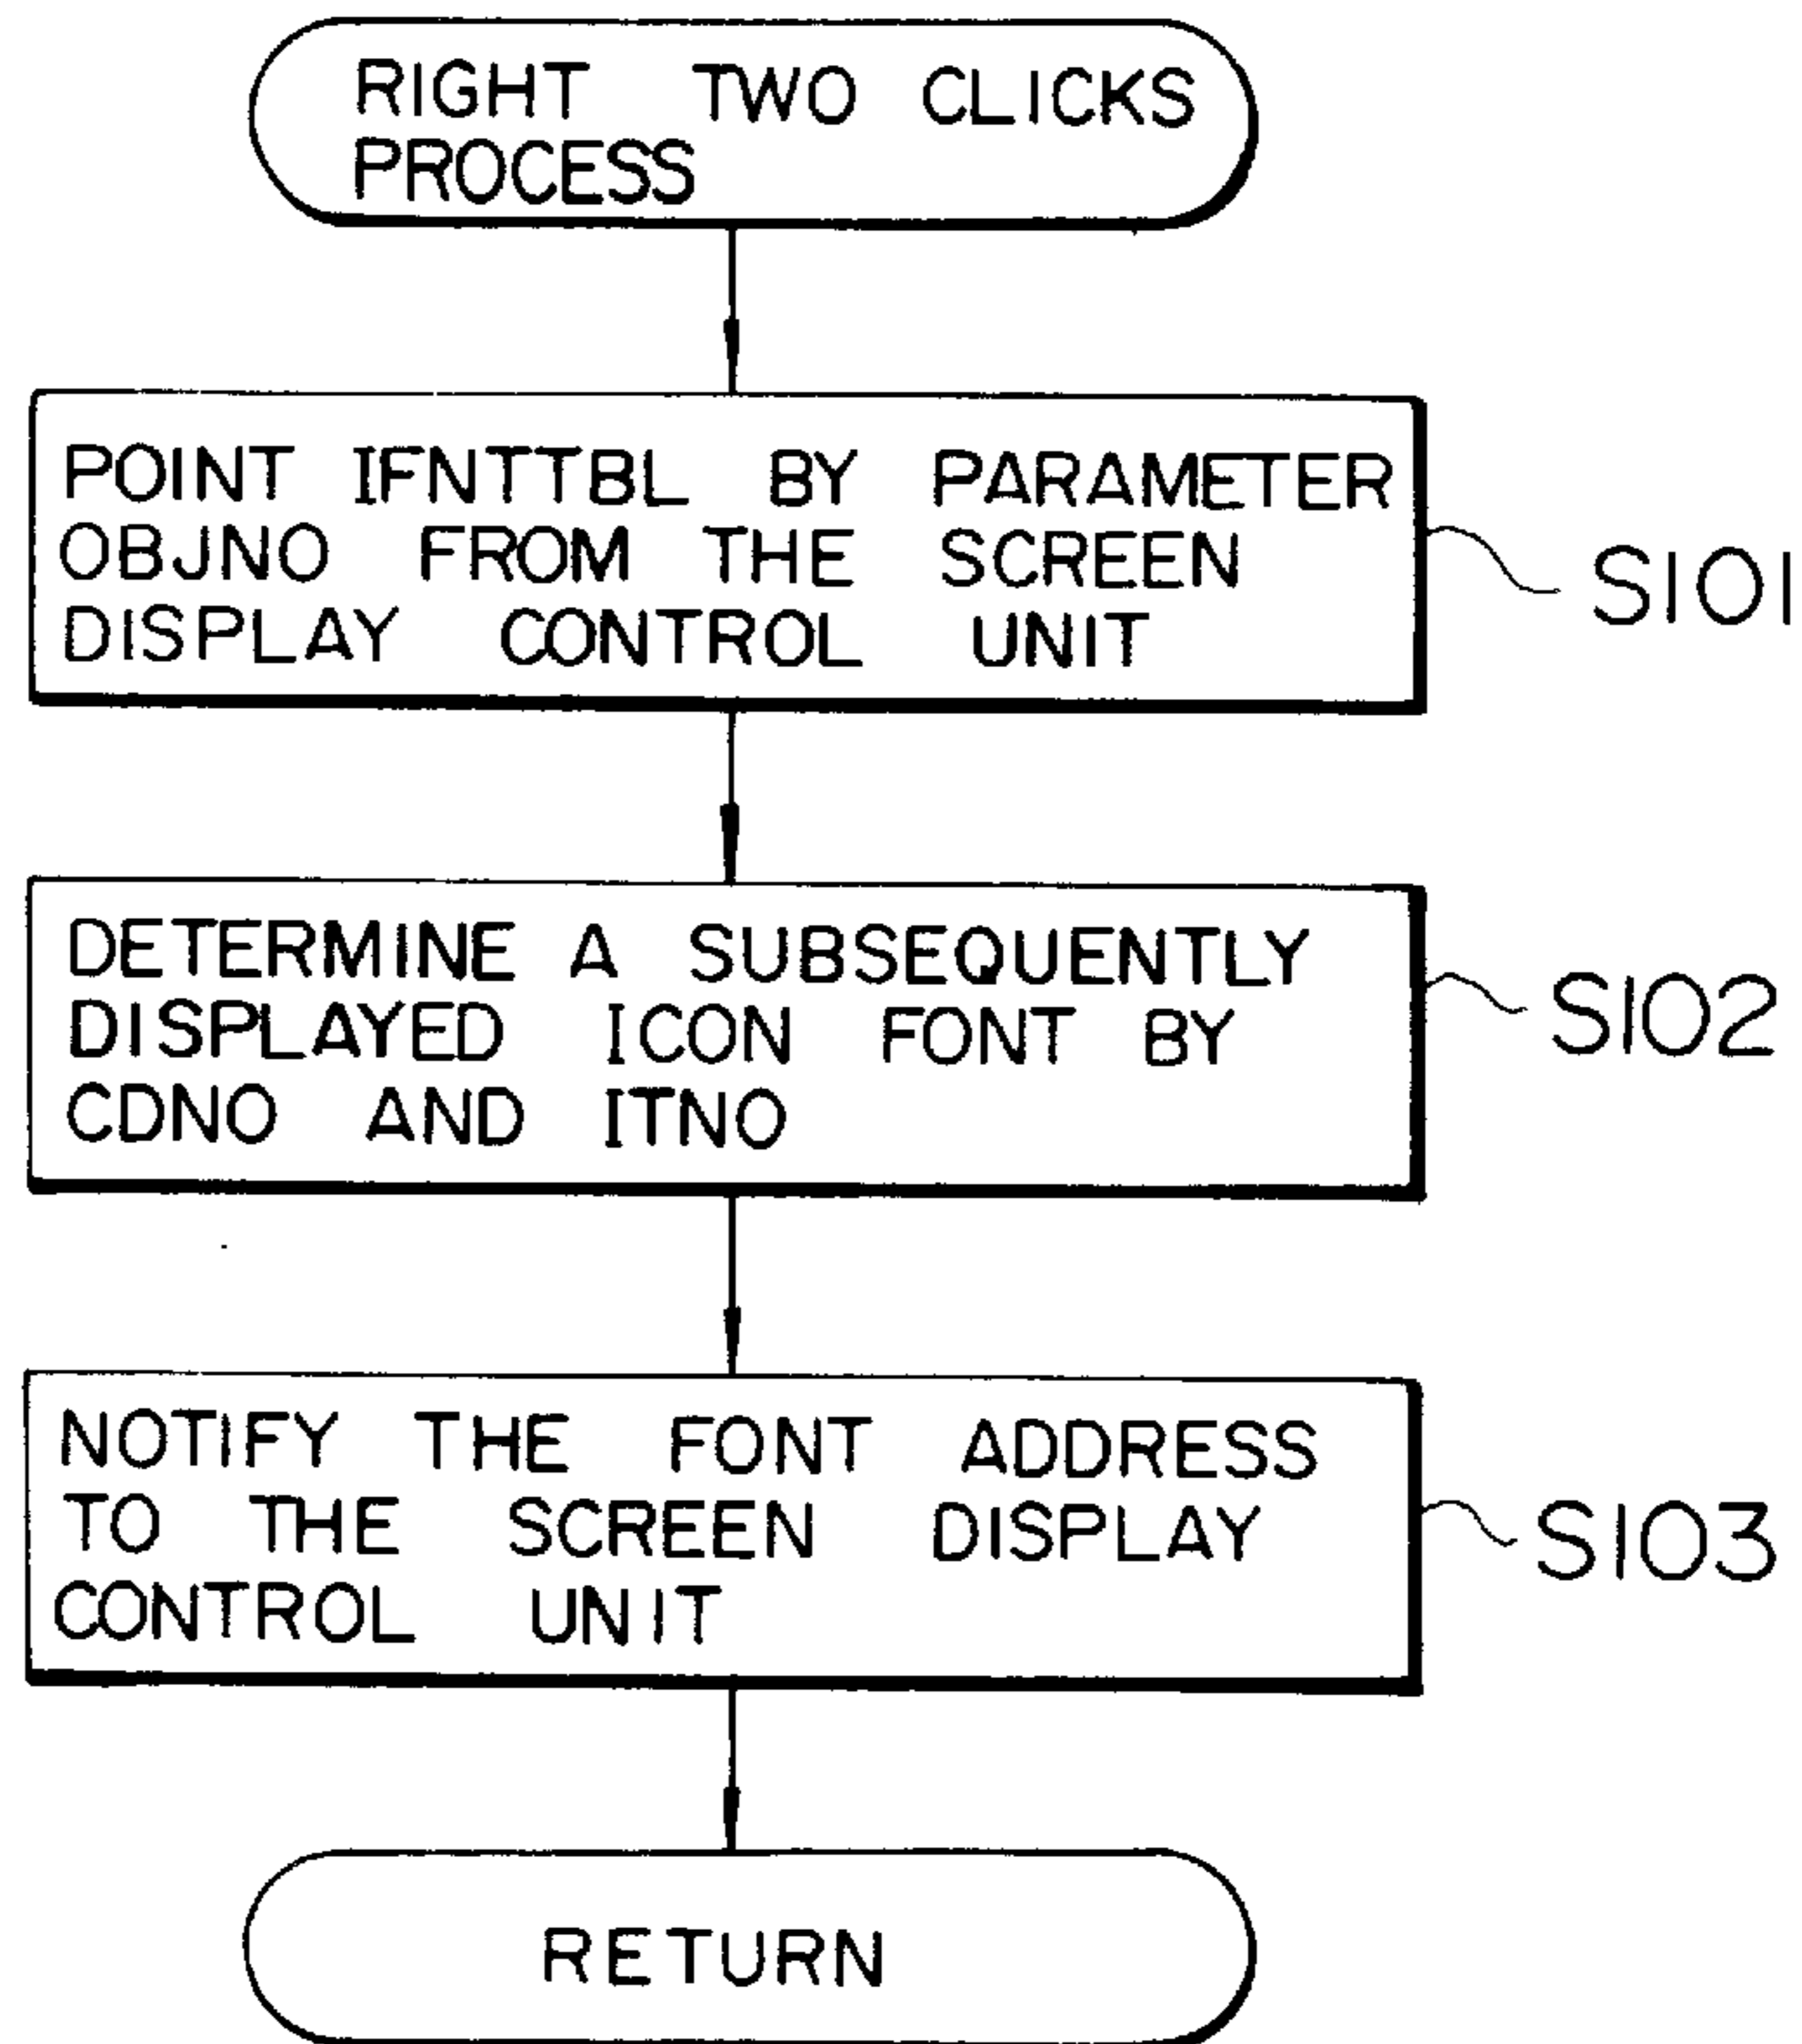 RIGHT TWO CLICKS
PROCESS
POINT IFNTTBL BY PARAMETER
OBJNO FROM THE SCREEN
DISPLAY CONTROL UNIT
S101
DETERMINE A SUBSEQUENTLY
DISPLAYED ICON FONT BY
CDNO AND ITNO
S102
NOTIFY THE FONT ADDRESS
TO THE SCREEN DISPLAY
CONTROL UNIT
S103
RETURN